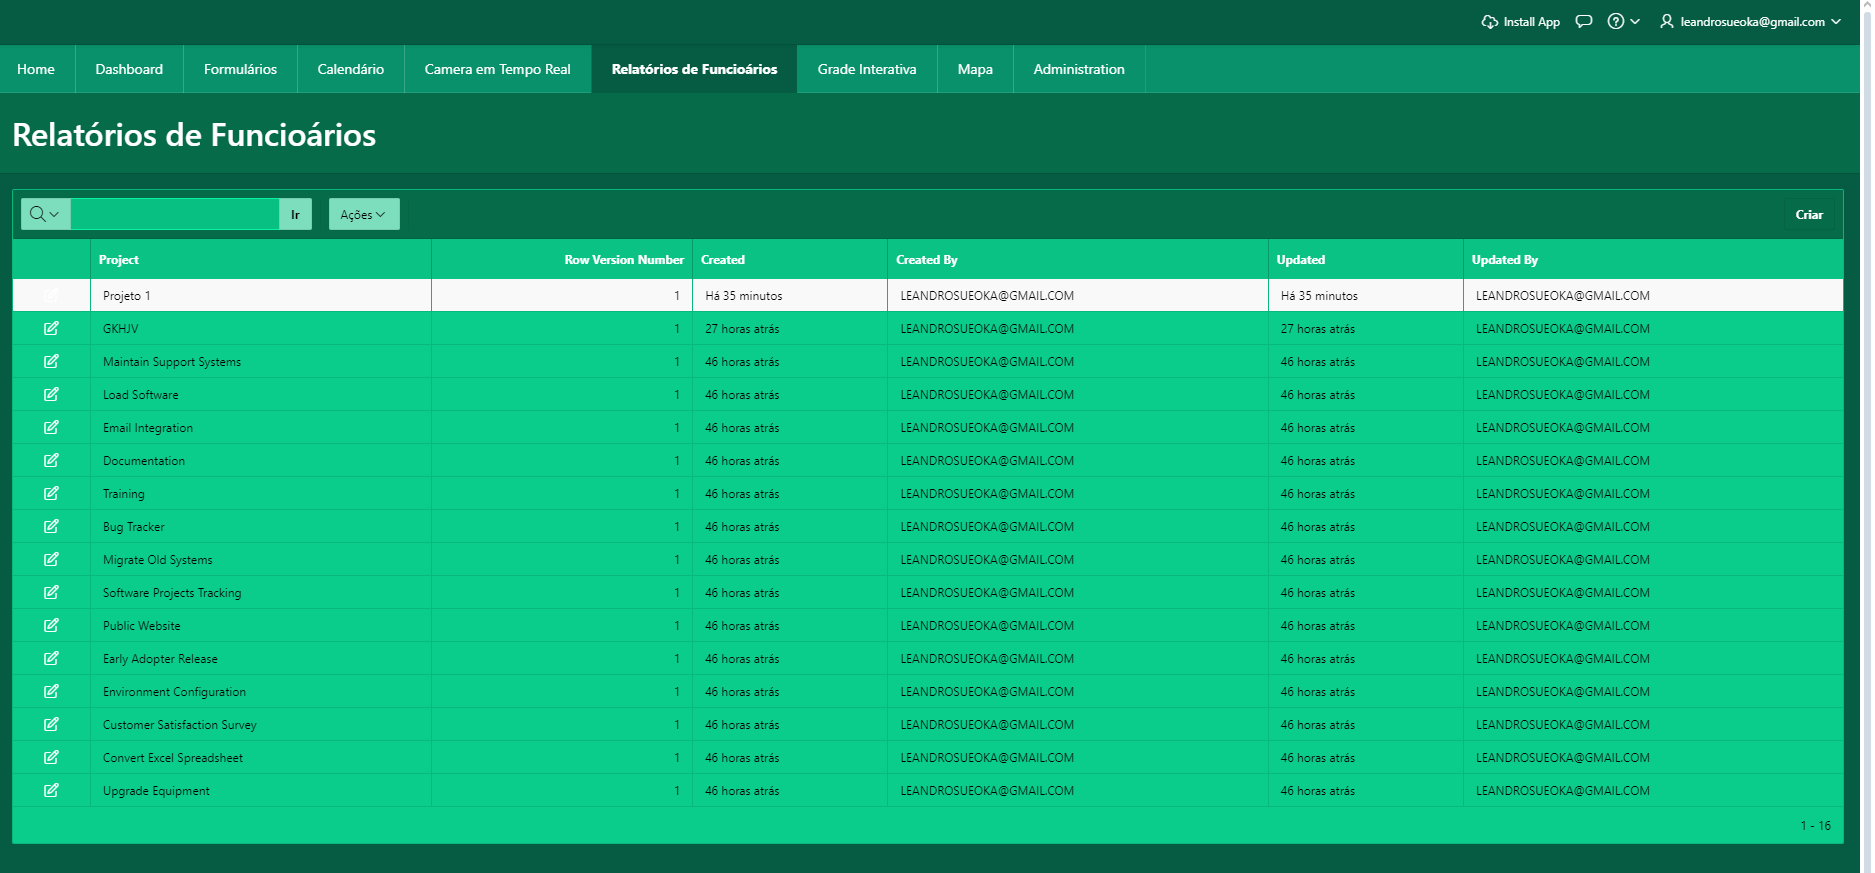 Install App leandrosueoka@gmail.com
Home Dashboard Formulários Calendário Camera em Tempo Real Relatórios de Funcioários Grade Interativa Mapa Administration
Relatórios de Funcioários
Ir Ações Criar
Project Row Version Number Created Created By Updated Updated By
Projeto 1 1 Há 35 minutos LEANDROSUEOKA@GMAIL.COM Há 35 minutos LEANDROSUEOKA@GMAIL.COM
GKHJV 1 27 horas atrás LEANDROSUEOKA@GMAIL.COM 27 horas atrás LEANDROSUEOKA@GMAIL.COM
Maintain Support Systems 1 46 horas atrás LEANDROSUEOKA@GMAIL.COM 46 horas atrás LEANDROSUEOKA@GMAIL.COM
Load Software 1 46 horas atrás LEANDROSUEOKA@GMAIL.COM 46 horas atrás LEANDROSUEOKA@GMAIL.COM
Email Integration 1 46 horas atrás LEANDROSUEOKA@GMAIL.COM 46 horas atrás LEANDROSUEOKA@GMAIL.COM
Documentation 1 46 horas atrás LEANDROSUEOKA@GMAIL.COM 46 horas atrás LEANDROSUEOKA@GMAIL.COM
Training 1 46 horas atrás LEANDROSUEOKA@GMAIL.COM 46 horas atrás LEANDROSUEOKA@GMAIL.COM
Bug Tracker 1 46 horas atrás LEANDROSUEOKA@GMAIL.COM 46 horas atrás LEANDROSUEOKA@GMAIL.COM
Migrate Old Systems 1 46 horas atrás LEANDROSUEOKA@GMAIL.COM 46 horas atrás LEANDROSUEOKA@GMAIL.COM
Software Projects Tracking 1 46 horas atrás LEANDROSUEOKA@GMAIL.COM 46 horas atrás LEANDROSUEOKA@GMAIL.COM
Public Website 1 46 horas atrás LEANDROSUEOKA@GMAIL.COM 46 horas atrás LEANDROSUEOKA@GMAIL.COM
Early Adopter Release 1 46 horas atrás LEANDROSUEOKA@GMAIL.COM 46 horas atrás LEANDROSUEOKA@GMAIL.COM
Environment Configuration 1 46 horas atrás LEANDROSUEOKA@GMAIL.COM 46 horas atrás LEANDROSUEOKA@GMAIL.COM
Customer Satisfaction Survey 1 46 horas atrás LEANDROSUEOKA@GMAIL.COM 46 horas atrás LEANDROSUEOKA@GMAIL.COM
Convert Excel Spreadsheet 1 46 horas atrás LEANDROSUEOKA@GMAIL.COM 46 horas atrás LEANDROSUEOKA@GMAIL.COM
Upgrade Equipment 1 46 horas atrás LEANDROSUEOKA@GMAIL.COM 46 horas atrás LEANDROSUEOKA@GMAIL.COM
1 - 16